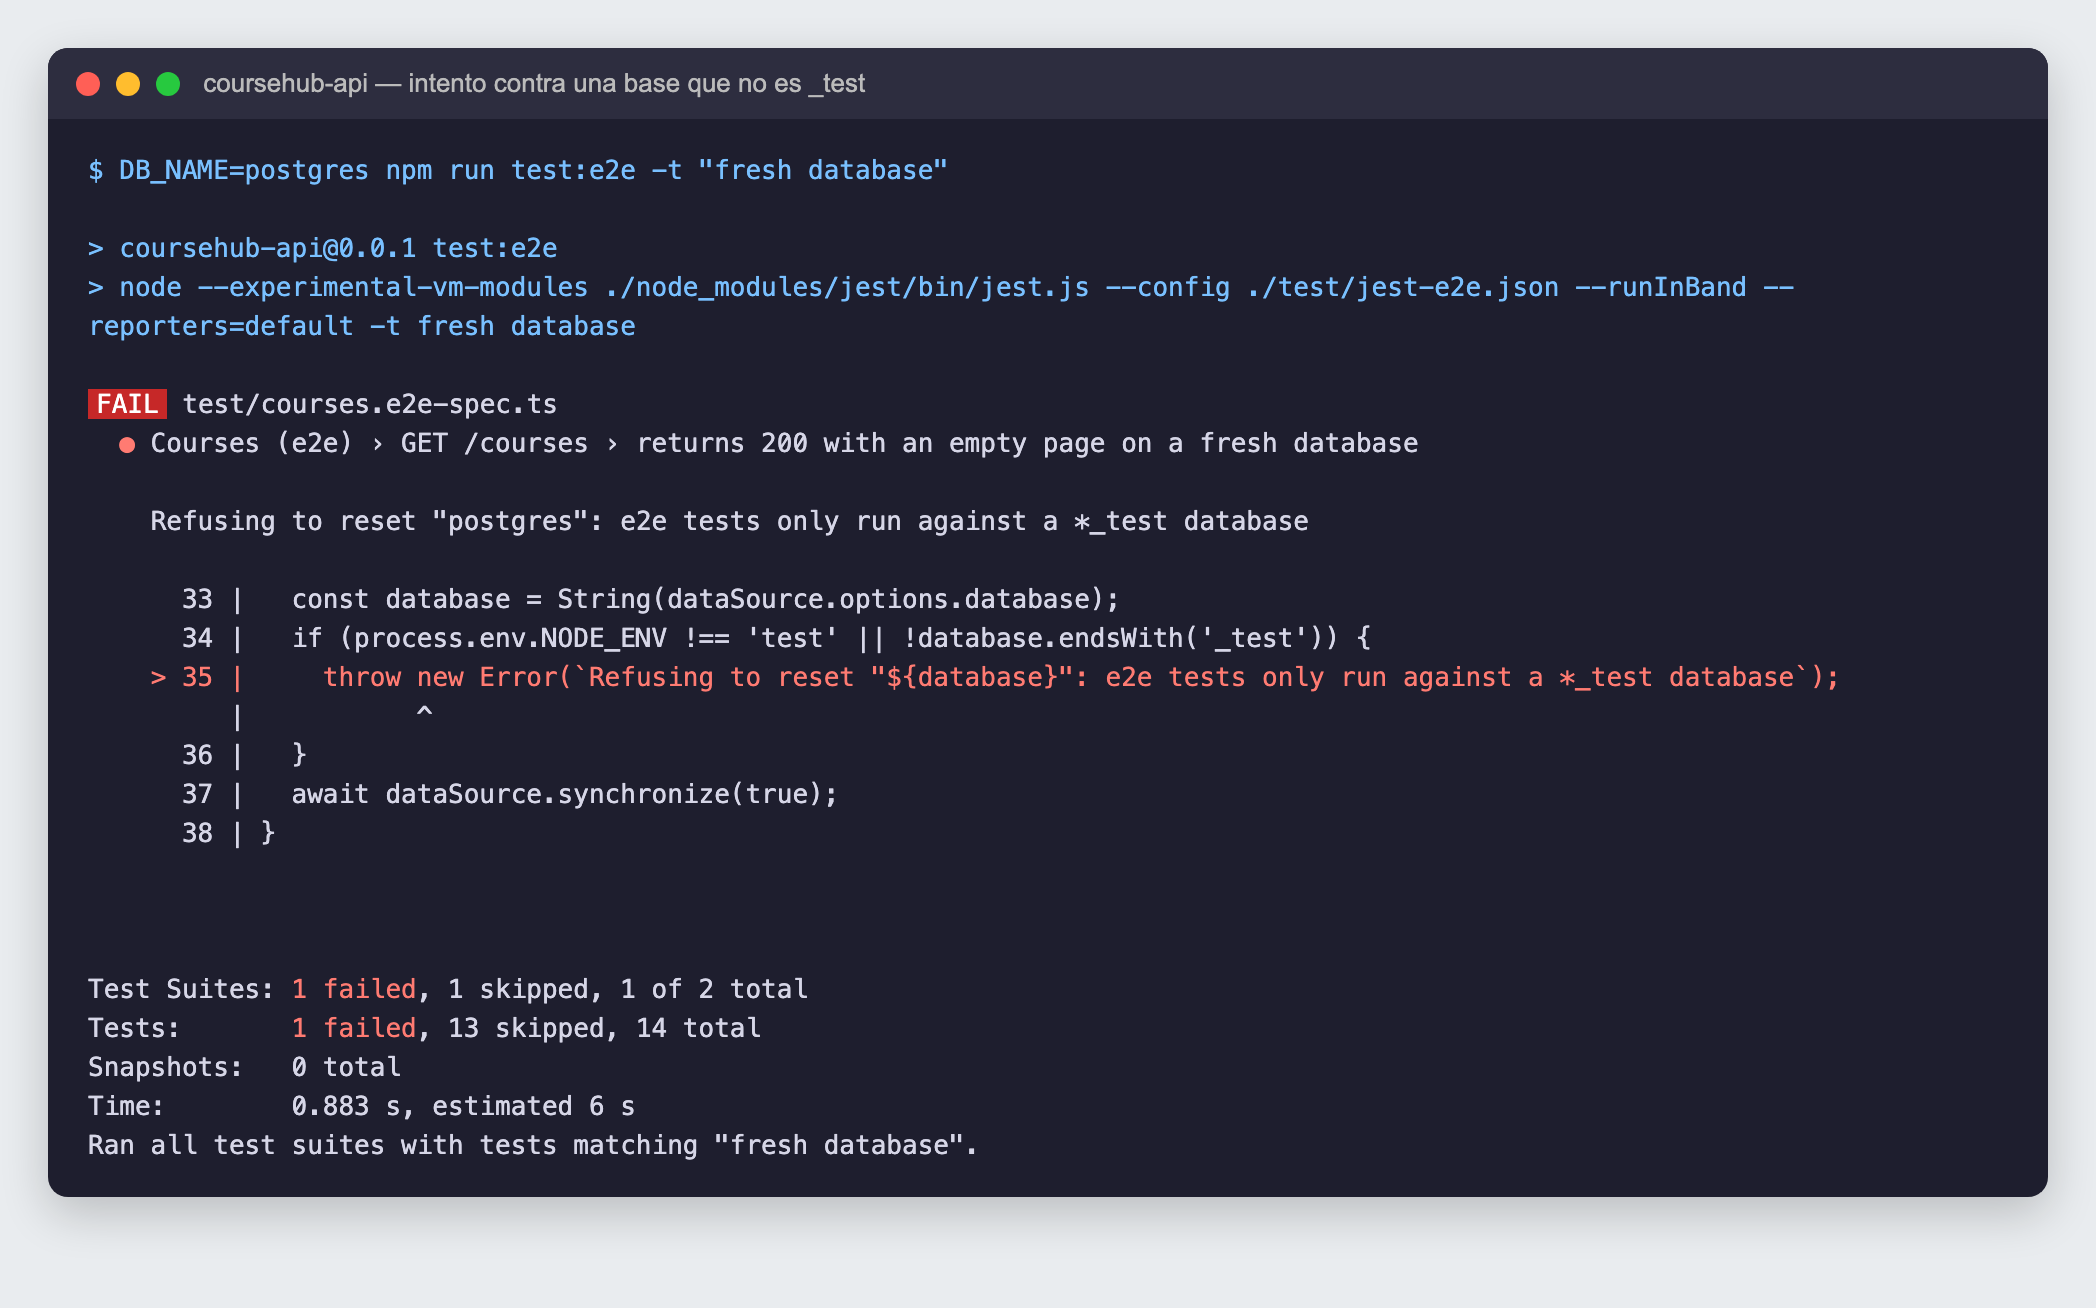 coursehub-api — intento contra una base que no es _test
$ DB_NAME=postgres npm run test:e2e -t "fresh database"
> coursehub-api@0.0.1 test:e2e
> node --experimental-vm-modules ./node_modules/jest/bin/jest.js --config ./test/jest-e2e.json --runInBand --
reporters=default -t fresh database
FAIL test/courses.e2e-spec.ts
● Courses (e2e) › GET /courses › returns 200 with an empty page on a fresh database
Refusing to reset "postgres": e2e tests only run against a *_test database
33 |   const database = String(dataSource.options.database);
34 |   if (process.env.NODE_ENV !== 'test' || !database.endsWith('_test')) {
> 35 |     throw new Error(`Refusing to reset "${database}": e2e tests only run against a *_test database`);
|           ^
36 |   }
37 |   await dataSource.synchronize(true);
38 | }
Test Suites: 1 failed, 1 skipped, 1 of 2 total
Tests:       1 failed, 13 skipped, 14 total
Snapshots:   0 total
Time:        0.883 s, estimated 6 s
Ran all test suites with tests matching "fresh database".